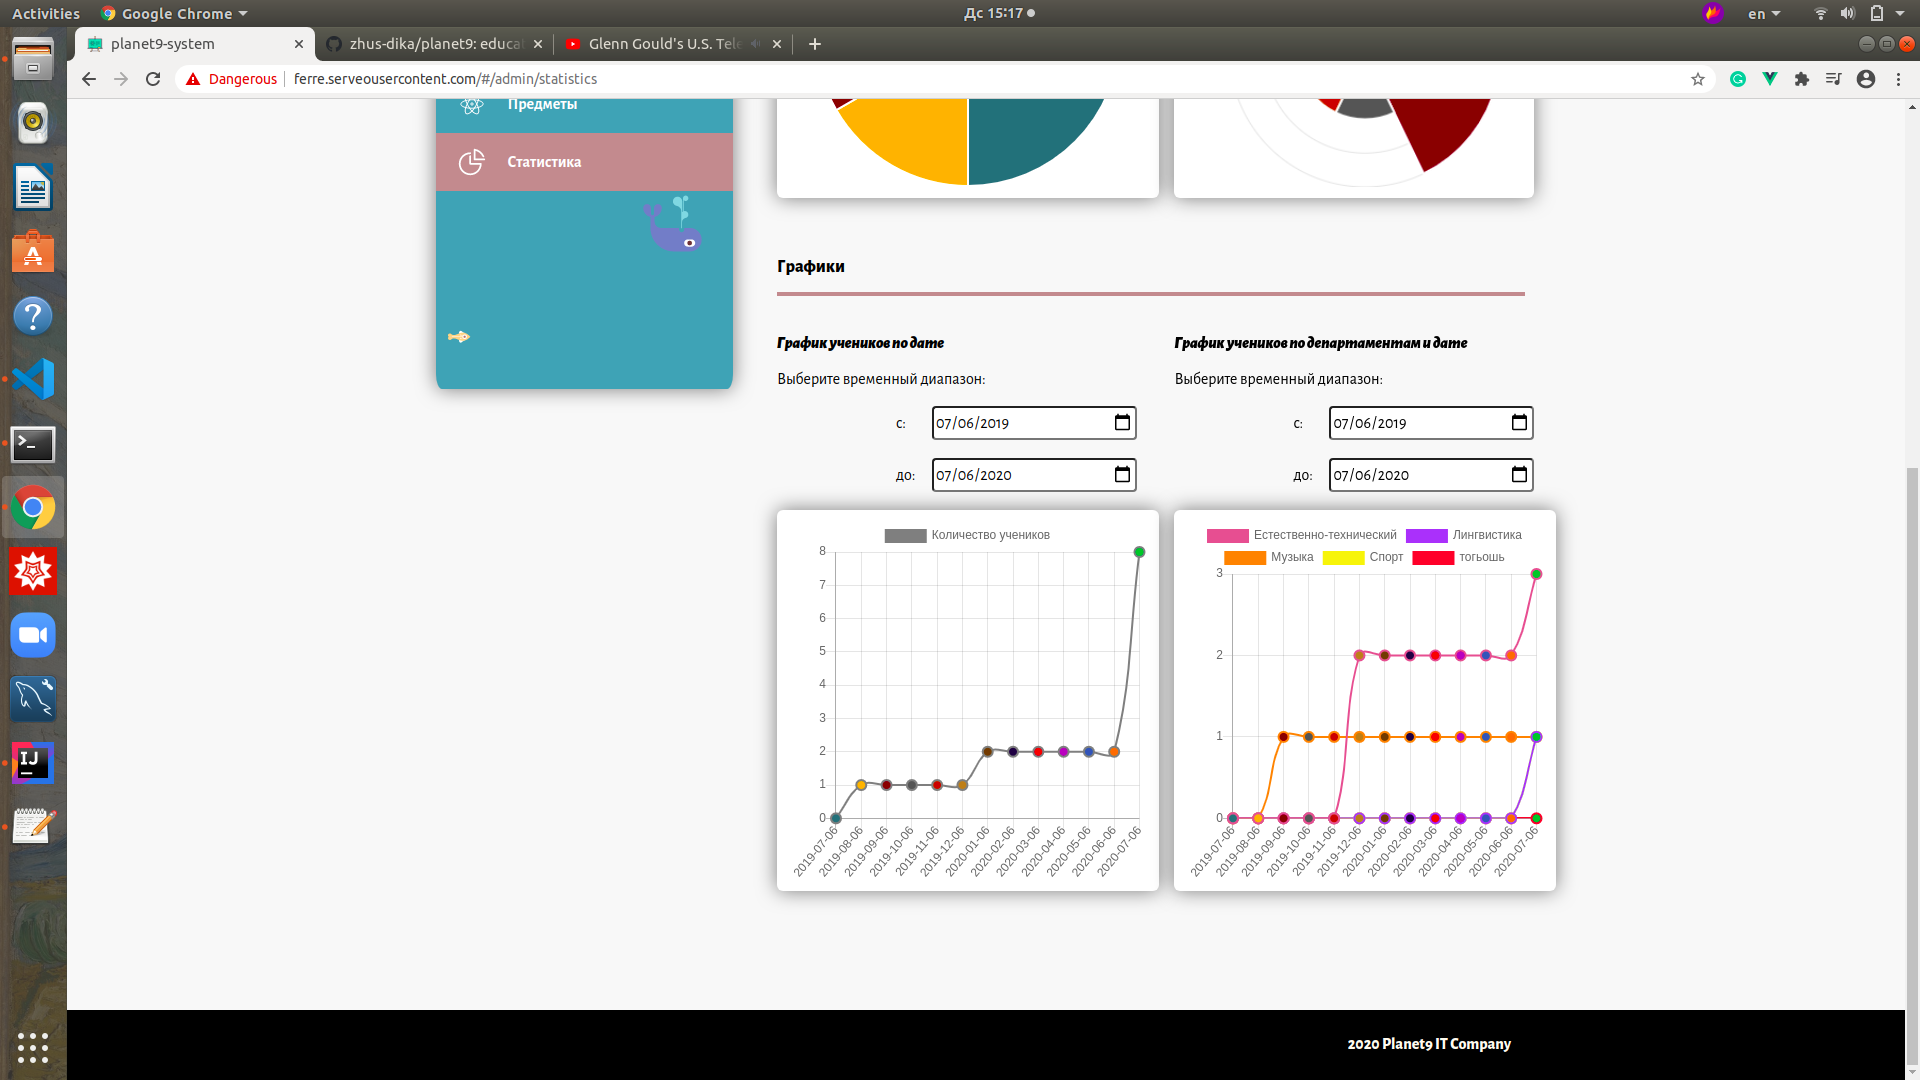 Activities
Google Chrome
Дс 15:17
en
planet9-system
zhus-dika/planet9: educa
Glenn Gould's U.S. Tele
Dangerous
ferre.serveousercontent.com/#/admin/statistics
Предметы
Статистика
Графики
График учеников по дате
График учеников по департаментам и дате
Выберите временный диапазон:
Выберите временный диапазон:
с:
07/06/2019
с:
07/06/2019
до:
07/06/2020
до:
07/06/2020
Количество учеников
8
7
6
5
4
3
2
1
0
2019-07-06
2019-08-06
2019-09-06
2019-10-06
2019-11-06
2019-12-06
2020-01-06
2020-02-06
2020-03-06
2020-04-06
2020-05-06
2020-06-06
2020-07-06
Естественно-технический
Лингвистика
Музыка
Спорт
тогьошь
3
2
1
0
2019-07-06
2019-08-06
2019-09-06
2019-10-06
2019-11-06
2019-12-06
2020-01-06
2020-02-06
2020-03-06
2020-04-06
2020-05-06
2020-06-06
2020-07-06
2020 Planet9 IT Company